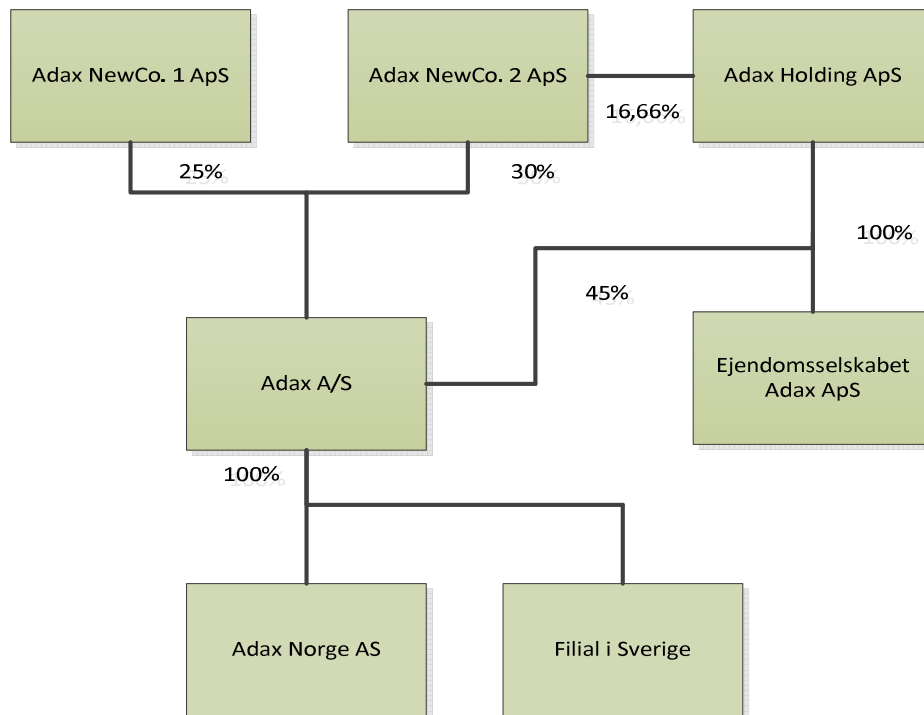 Adax NewCo. 1 ApS
Adax NewCo. 2 ApS
Adax Holding ApS
16,66%
25%
30%
100%
45%
Ejendomsselskabet
Adax ApS
Adax A/S
100%
Adax Norge AS
Filial i Sverige